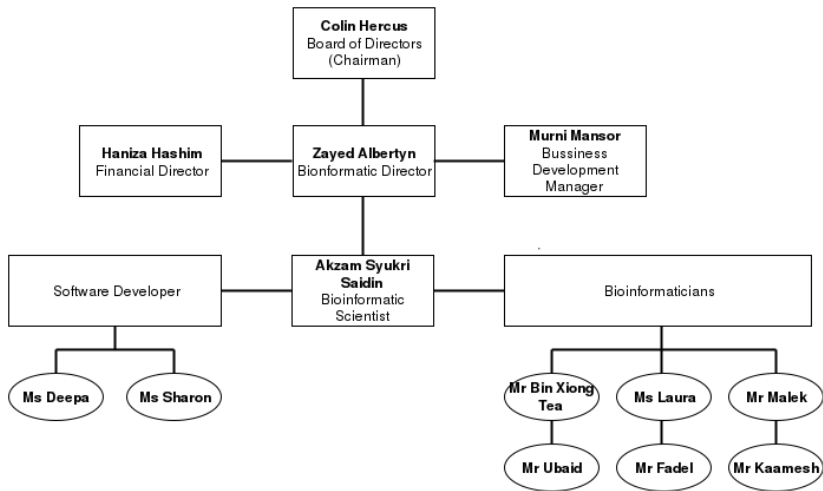 Colin Hercus
Board of Directors
(Chairman)
Haniza Hashim
Financial Director
Zayed Albertyn
Bionformatic Director
Murni Mansor
Bussiness
Development
Manager
Software Developer
Akzam Syukri
Saidin
Bioinformatic
Scientist
Bioinformaticians
Ms Deepa
Ms Sharon
Mr Bin Xiong
Tea
Ms Laura
Mr Malek
Mr Ubaid
Mr Fadel
Mr Kaamesh